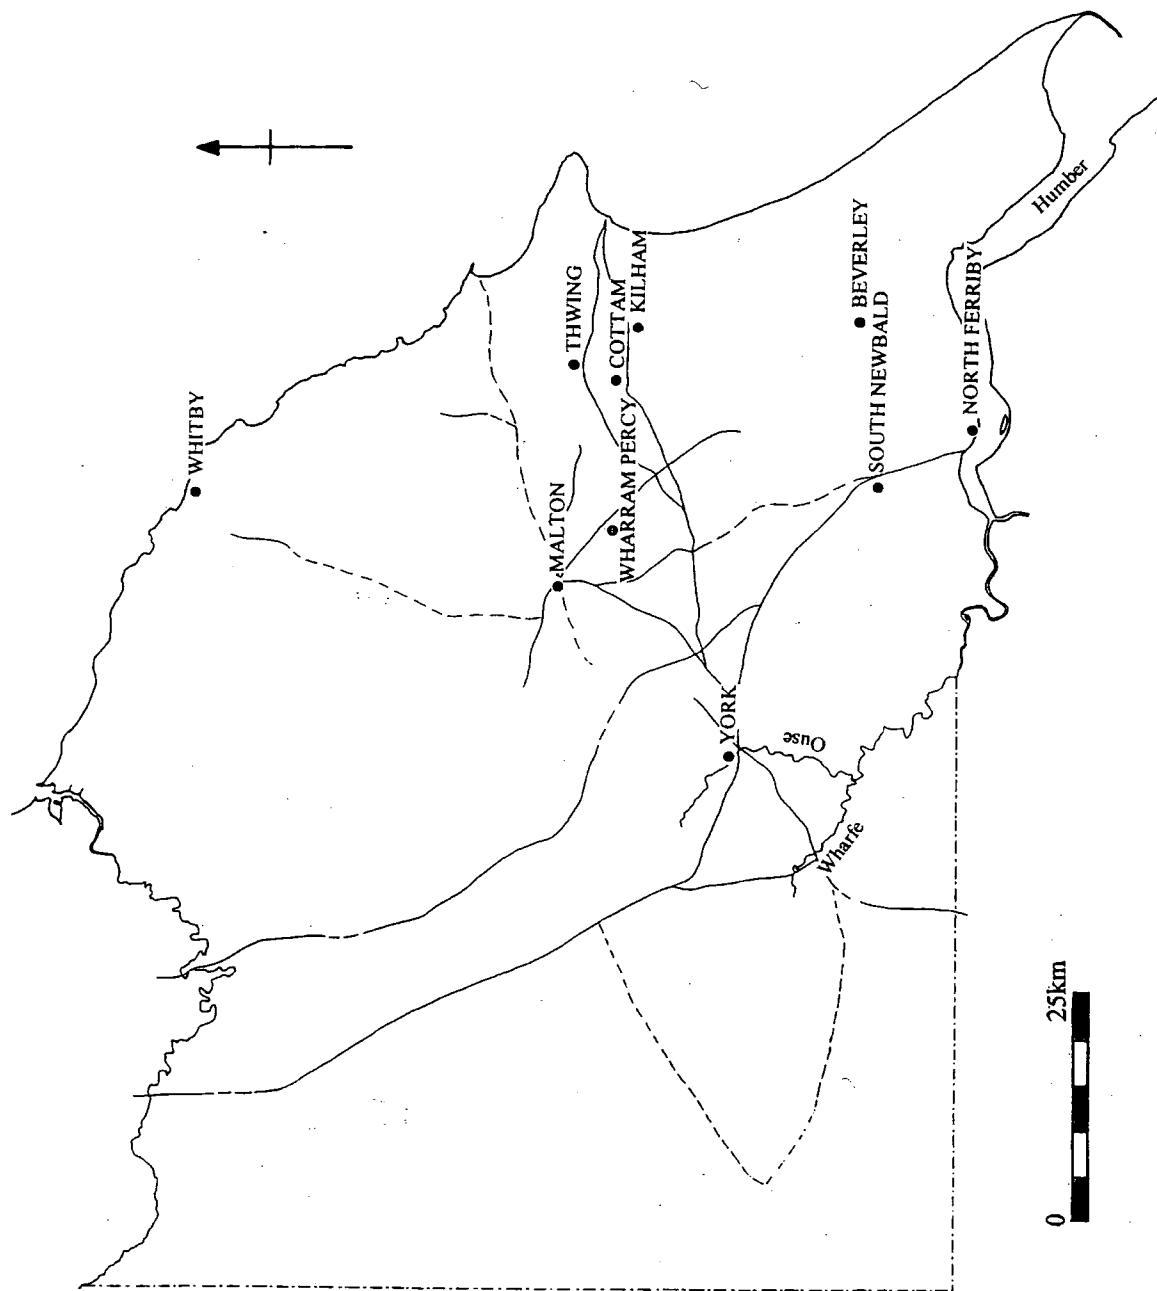 WHITBY
MALTON
THWING
COTTAM
KILHAM
WHARRAM PERCY
YORK
BEVERLEY
SOUTH NEWBALD
NORTH FERRIBY
Humber
Ouse
Wharfe
0 25km